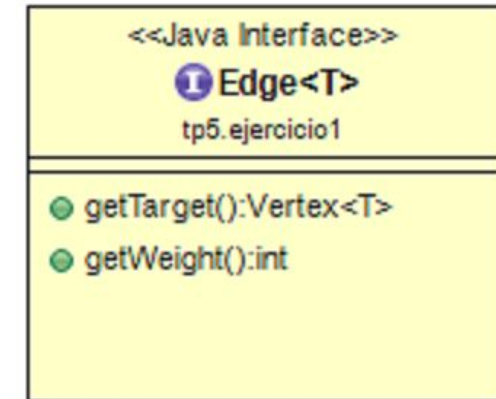 <<Java Interface>>
I Edge<T>
tp5.ejercicio1
getTarget():Vertex<T>
getWeight():int